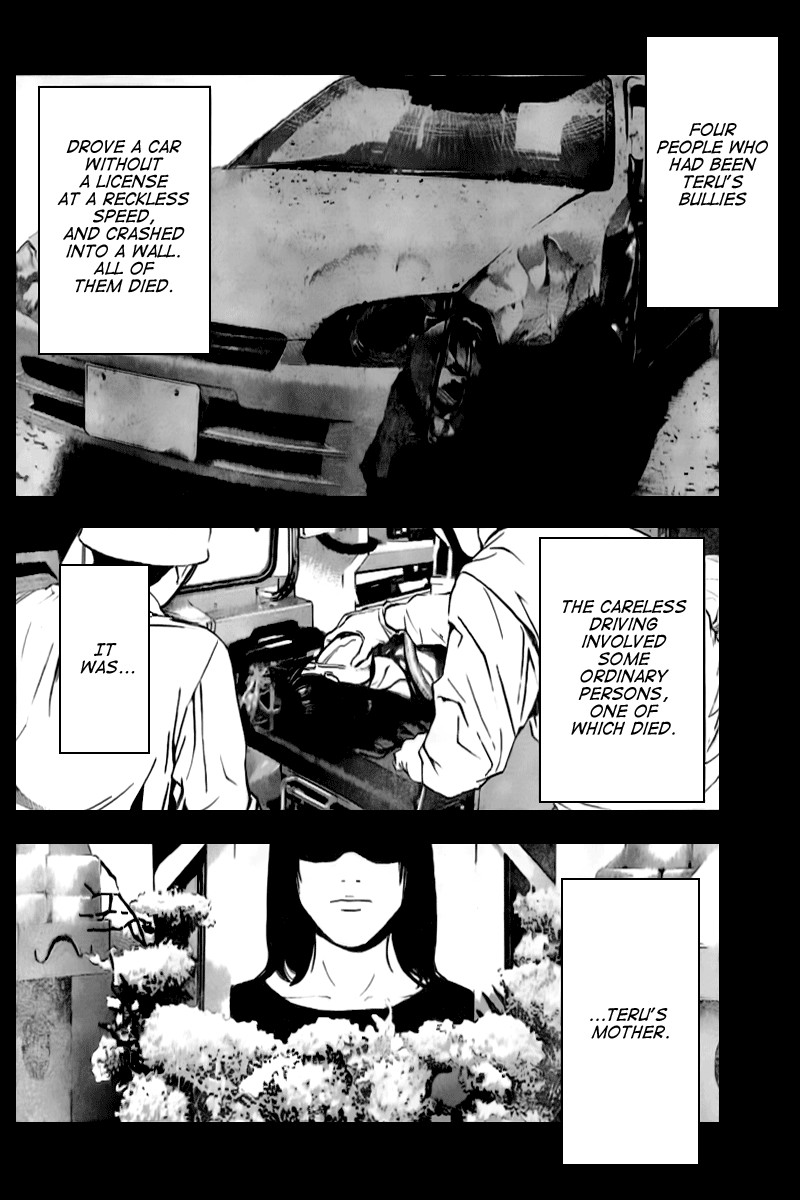 FOUR
PEOPLE WHO
HAD BEEN
TERU'S
BULLIES
DROVE A CAR
WITHOUT
A LICENSE
AT A RECKLESS
SPEED,
AND CRASHED
INTO A WALL.
ALL OF
THEM DIED.
THE CARELESS
DRIVING
INVOLVED
SOME
ORDINARY
PERSONS,
ONE OF
WHICH DIED.
IT
WAS...
...TERU'S
MOTHER.